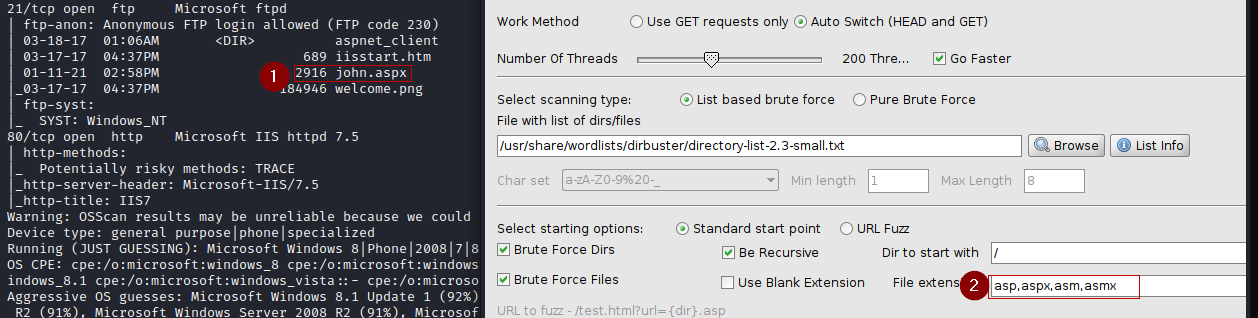 21/tcp open  ftp     Microsoft ftpd
| ftp-anon: Anonymous FTP login allowed (FTP code 230)
| 03-18-17  01:06AM       <DIR>          aspnet_client
| 03-17-17  04:37PM                  689 iisstart.htm
| 01-11-21  02:58PM                 2916 john.aspx
|_03-17-17  04:37PM               184946 welcome.png
| ftp-syst:
|_  SYST: Windows_NT
80/tcp open  http    Microsoft IIS httpd 7.5
| http-methods:
|_  Potentially risky methods: TRACE
|_http-server-header: Microsoft-IIS/7.5
|_http-title: IIS7
Warning: OSScan results may be unreliable because we could
Device type: general purpose|phone|specialized
Running (JUST GUESSING): Microsoft Windows 8|Phone|2008|7|8
OS CPE: cpe:/o:microsoft:windows_8 cpe:/o:microsoft:windows
indows_8.1 cpe:/o:microsoft:windows_vista::- cpe:/o:microso
Aggressive OS guesses: Microsoft Windows 8.1 Update 1 (92%)
R2 (91%), Microsoft Windows Server 2008 R2 (91%), Microsof
1
Work Method Use GET requests only Auto Switch (HEAD and GET)
Number Of Threads 200 Thre... Go Faster
Select scanning type: List based brute force Pure Brute Force
File with list of dirs/files
/usr/share/wordlists/dirbuster/directory-list-2.3-small.txt Browse List Info
Char set a-zA-Z0-9%20-_ Min length 1 Max Length 8
Select starting options: Standard start point URL Fuzz
Brute Force Dirs Be Recursive Dir to start with /
Brute Force Files Use Blank Extension File extens 2 asp,aspx,asm,asmx
URL to fuzz - /test.html?url={dir}.asp